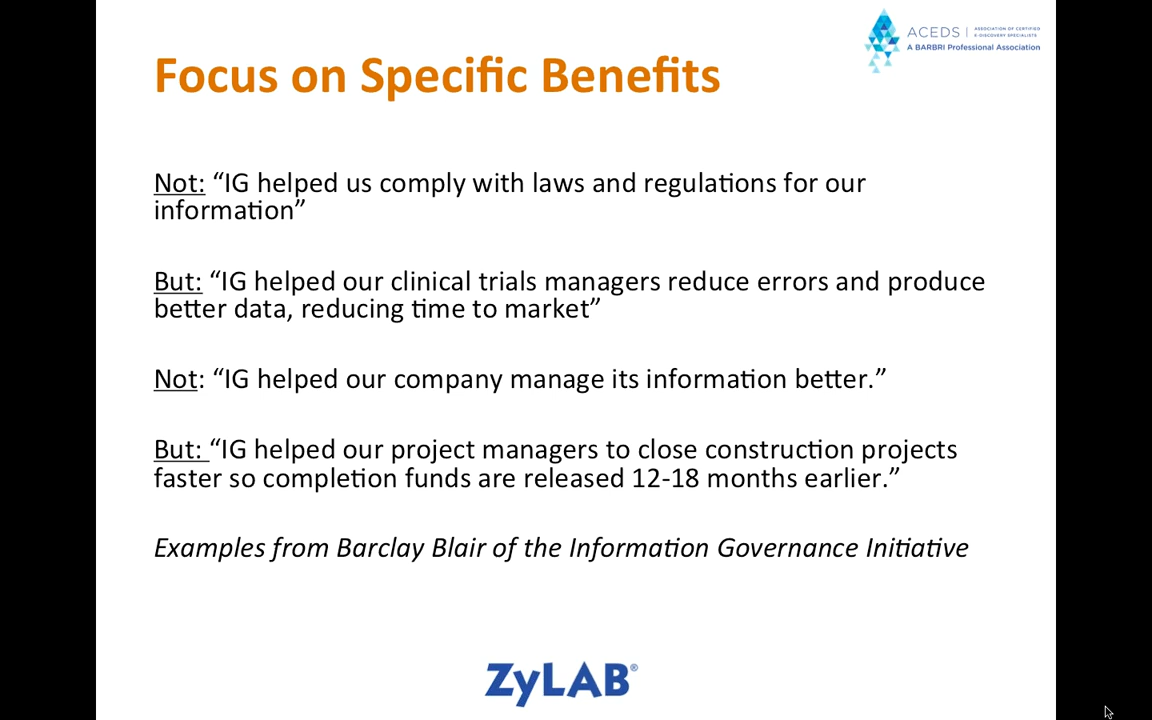 ACEDS | ASSOCIATION OF CERTIFIED
E-DISCOVERY SPECIALISTS
A BARBRI Professional Association
Focus on Specific Benefits
Not: “IG helped us comply with laws and regulations for our
information”
But: “IG helped our clinical trials managers reduce errors and produce
better data, reducing time to market”
Not: “IG helped our company manage its information better.”
But: “IG helped our project managers to close construction projects
faster so completion funds are released 12-18 months earlier.”
Examples from Barclay Blair of the Information Governance Initiative
ZyLAB®